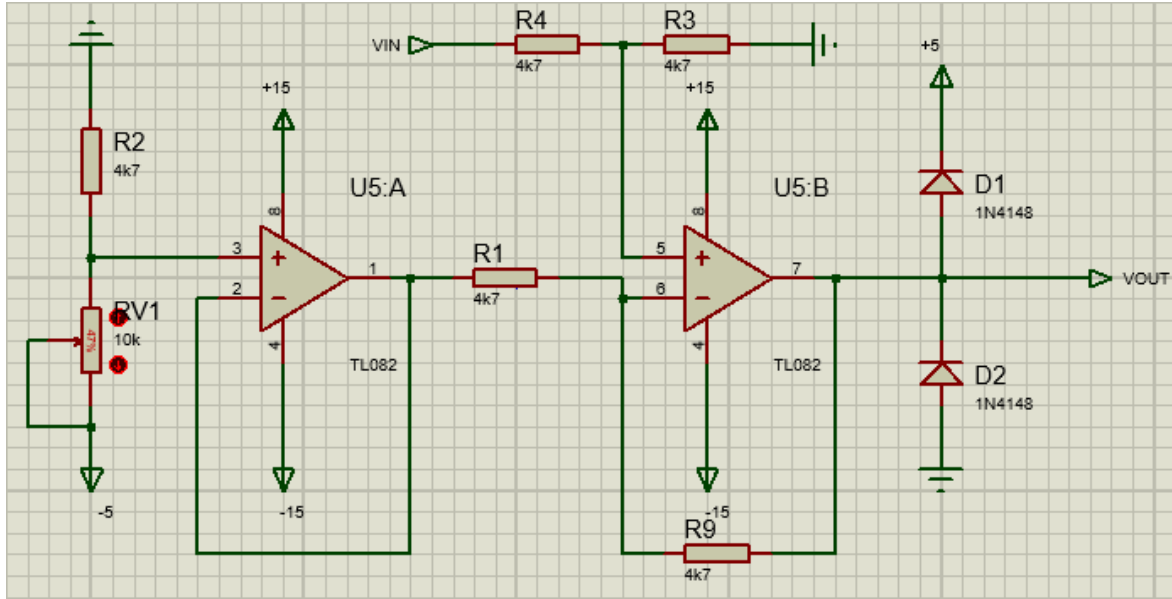 R4
R3
VIN
4k7
4k7
+5
+15
+15
R2
4k7
U5:A
U5:B
D1
1N4148
8
8
3
+
1
R1
5
+
7
VOUT
2
−
4k7
6
−
RV1
10k
47%
4
TL082
4
TL082
D2
1N4148
-5
-15
-15
R9
4k7